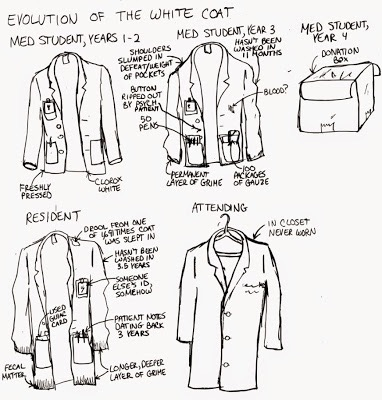 EVOLUTION OF THE WHITE COAT
MED STUDENT, YEARS 1-2
FRESHLY
PRESSED
CLOROX
WHITE
MED STUDENT, YEAR 3
SHOULDERS
SLUMPED IN
DEFEAT/WEIGHT
OF POCKETS
HASN'T BEEN
WASHED IN
11 MONTHS
BUTTON
RIPPED OUT
BY PSYCH
PATIENT
BLOOD?
50
PENS
PERMANENT
LAYER OF GRIME
100
PACKAGES
OF GAUZE
MED STUDENT,
YEAR 4
DONATION
BOX
RESIDENT
DROOL FROM ONE
OF 1,691 TIMES COAT
WAS SLEPT IN
HASN'T BEEN
WASHED IN
3.5 YEARS
SOMEONE
ELSE'S ID,
SOMEHOW
USED
GUIAC
CARD
PATIENT NOTES
DATING BACK
3 YEARS
FECAL
MATTER
LONGER, DEEPER
LAYER OF GRIME
ATTENDING
IN CLOSET
NEVER WORN